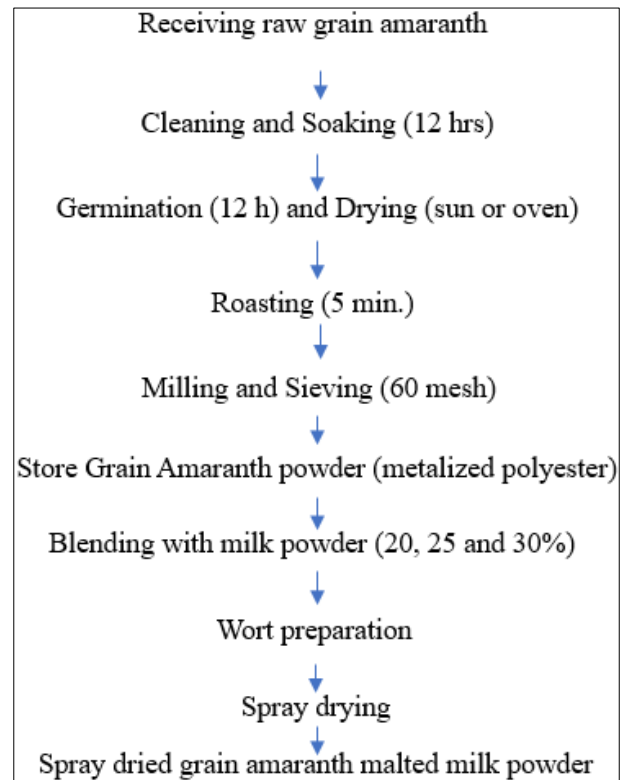 Receiving raw grain amaranth
Cleaning and Soaking (12 hrs)
Germination (12 h) and Drying (sun or oven)
Roasting (5 min.)
Milling and Sieving (60 mesh)
Store Grain Amaranth powder (metalized polyester)
Blending with milk powder (20, 25 and 30%)
Wort preparation
Spray drying
Spray dried grain amaranth malted milk powder